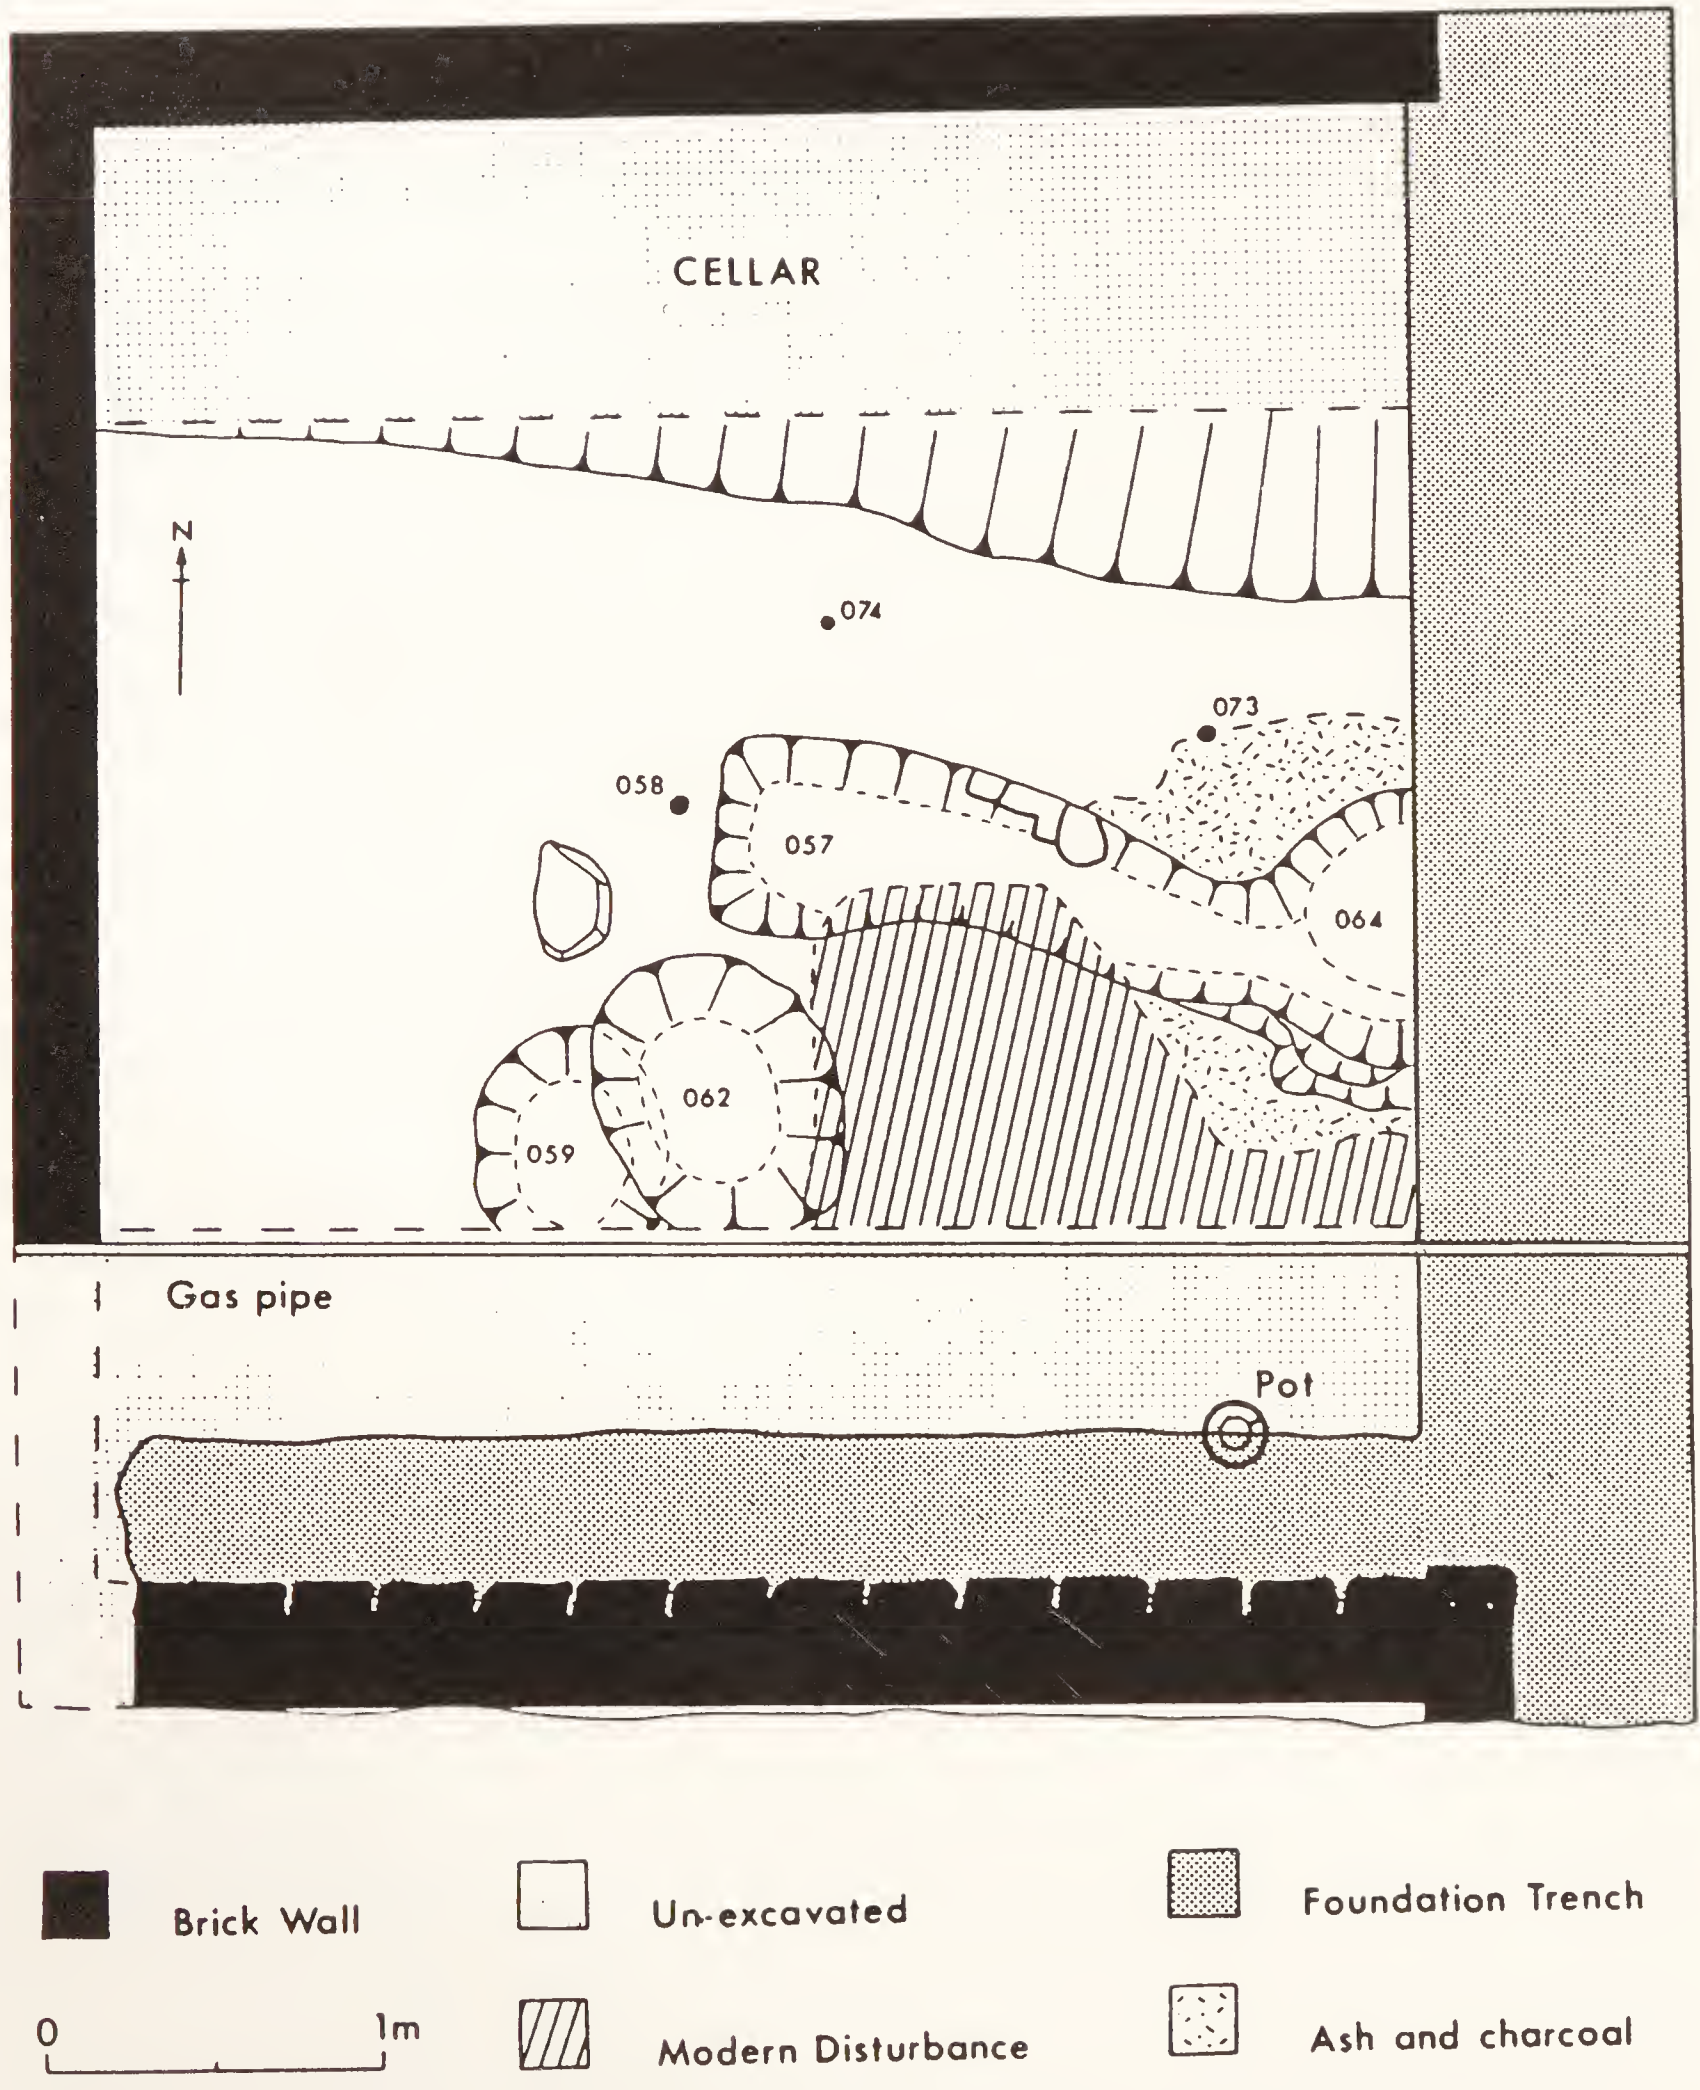 CELLAR
N
074
073
058
057
064
062
059
Gas pipe
Pot
Brick Wall
Un-excavated
Foundation Trench
0 1m
Modern Disturbance
Ash and charcoal